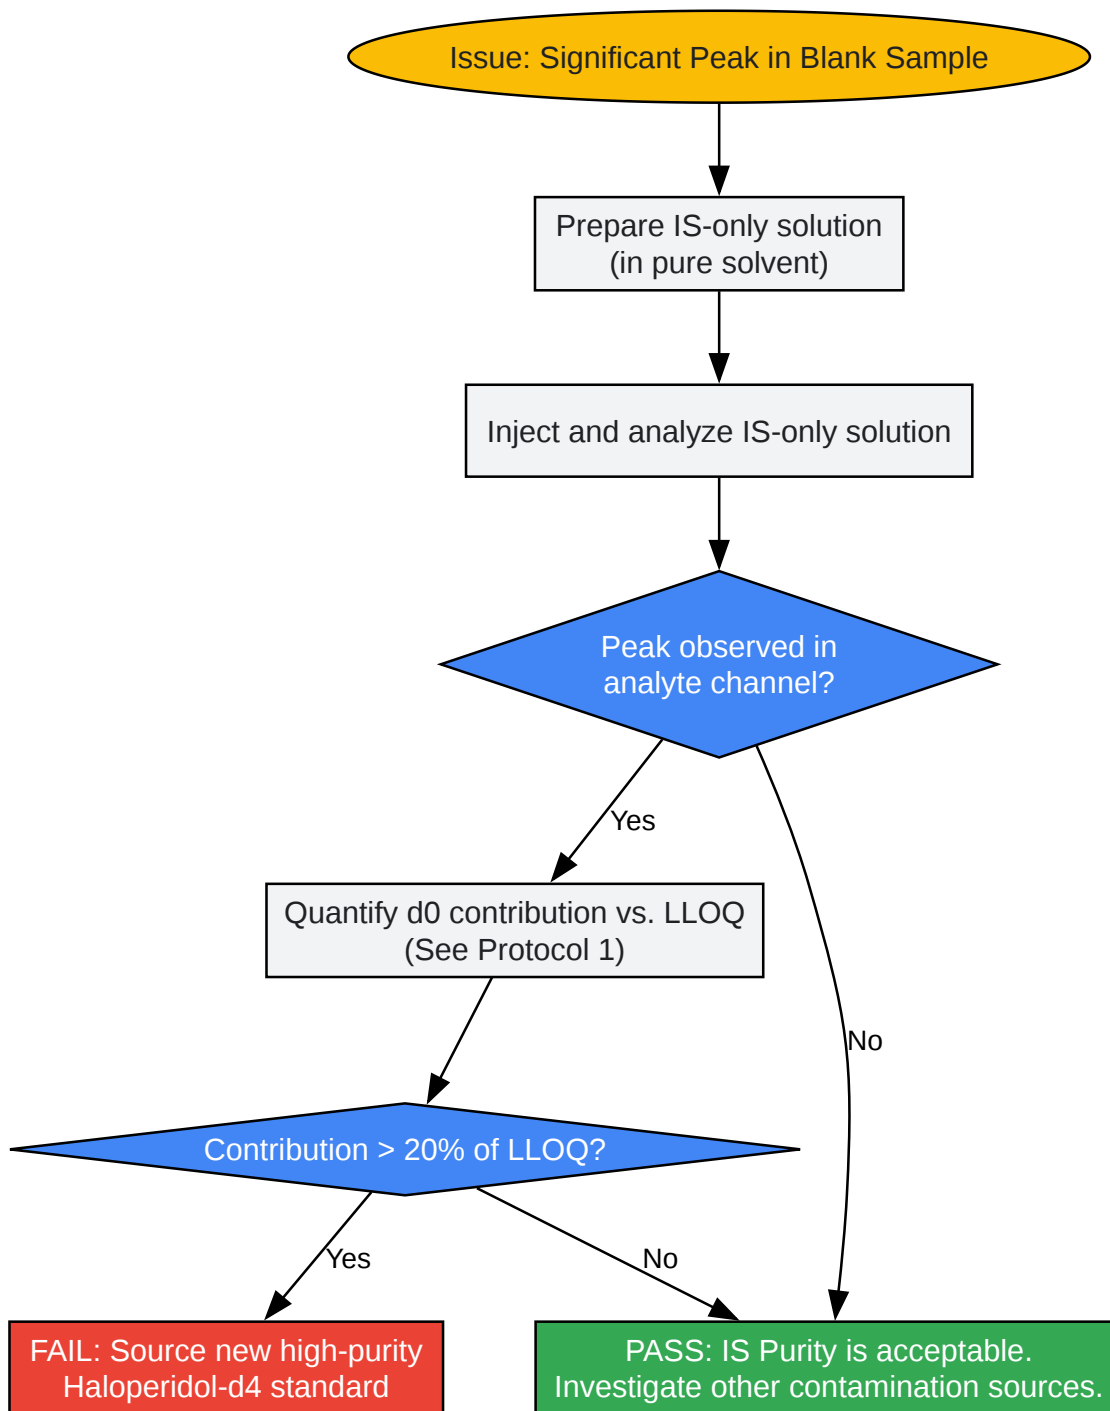 Issue: Significant Peak in Blank Sample
Prepare IS-only solution
(in pure solvent)
Inject and analyze IS-only solution
Peak observed in
analyte channel?
Yes
Quantify d0 contribution vs. LLOQ
(See Protocol 1)
No
Contribution > 20% of LLOQ?
Yes
No
FAIL: Source new high-purity
Haloperidol-d4 standard
PASS: IS Purity is acceptable.
Investigate other contamination sources.